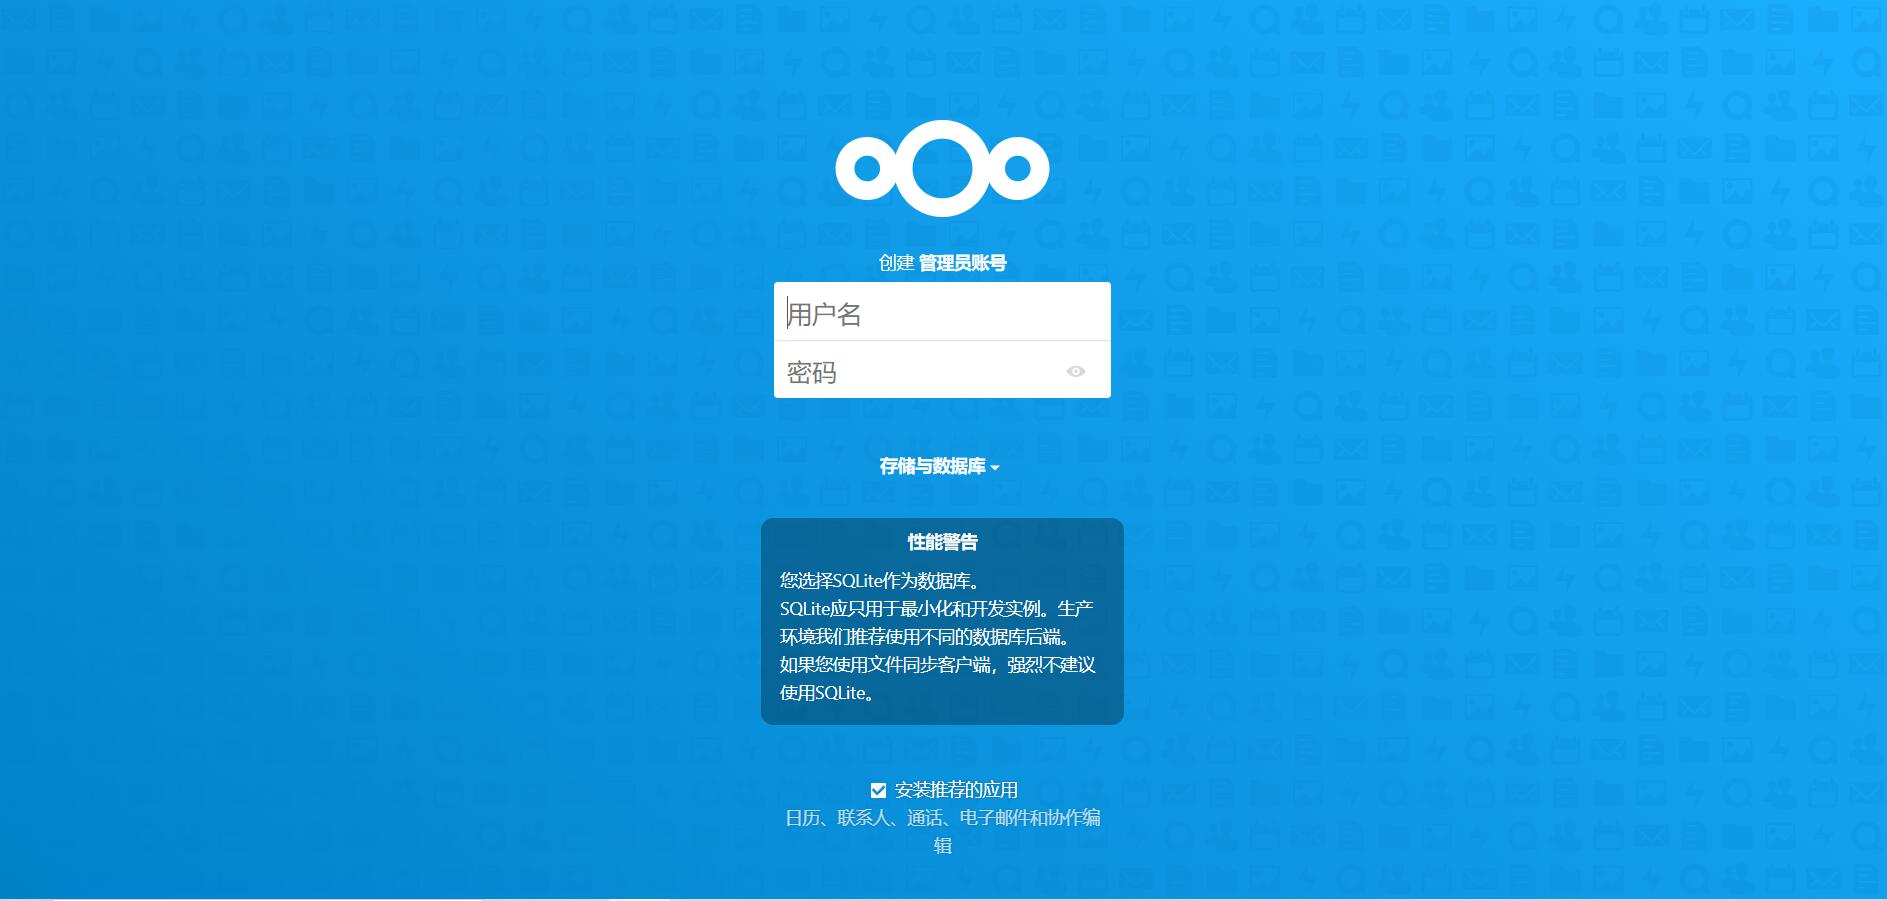 创建 管理员账号
用户名
密码
存储与数据库
性能警告
您选择SQLite作为数据库。
SQLite应只用于最小化和开发实例。生产
环境我们推荐使用不同的数据库后端。
如果您使用文件同步客户端，强烈不建议
使用SQLite。
安装推荐的应用
日历、联系人、通话、电子邮件和协作编
辑